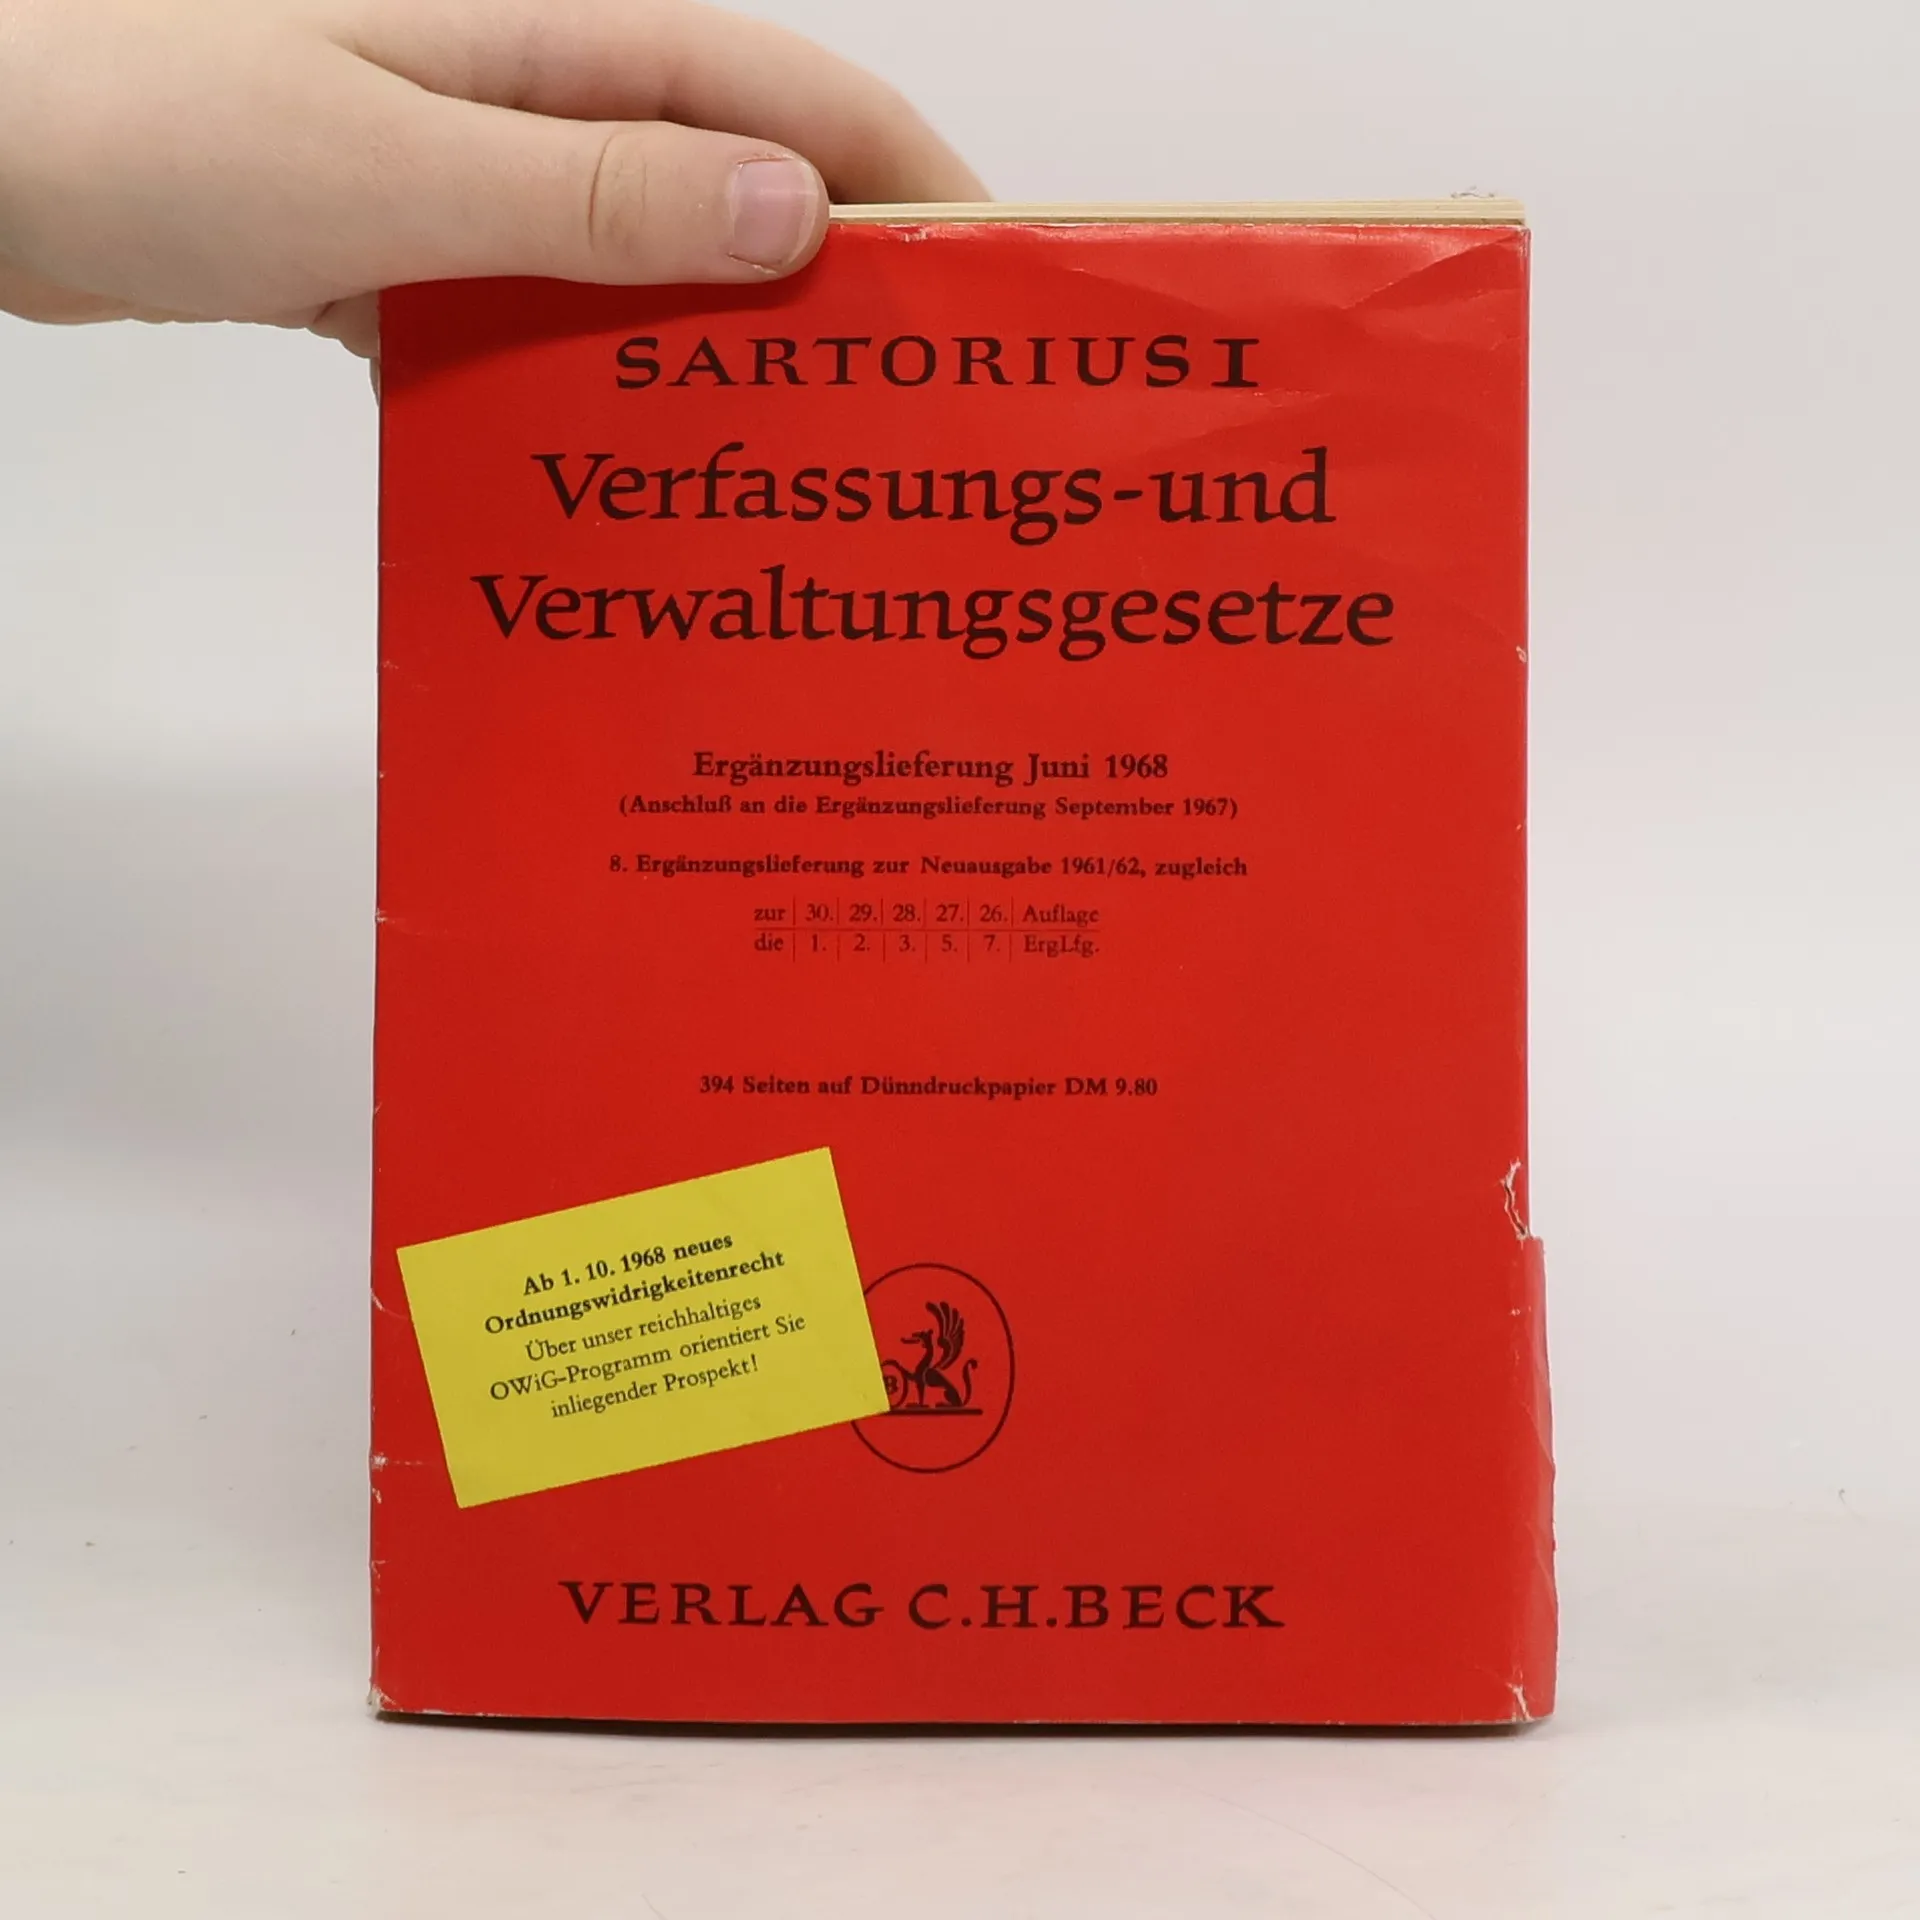 SARTORIUS I
Verfassungs-und
Verwaltungsgesetze
Ergänzungslieferung Juni 1968
(Anschluß an die Ergänzungslieferung September 1967)
8. Ergänzungslieferung zur Neuausgabe 1961/62, zugleich
zur 30. 29. 28. 27. 26. Auflage
die 1. 2. 3. 5. 7. ErgLfg.
394 Seiten auf Dünndruckpapier DM 9.80
Ab 1. 10. 1968 neues
Ordnungswidrigkeitenrecht
Über unser reichhaltiges
OWiG-Programm orientiert Sie
inliegender Prospekt!
B
VERLAG C.H.BECK